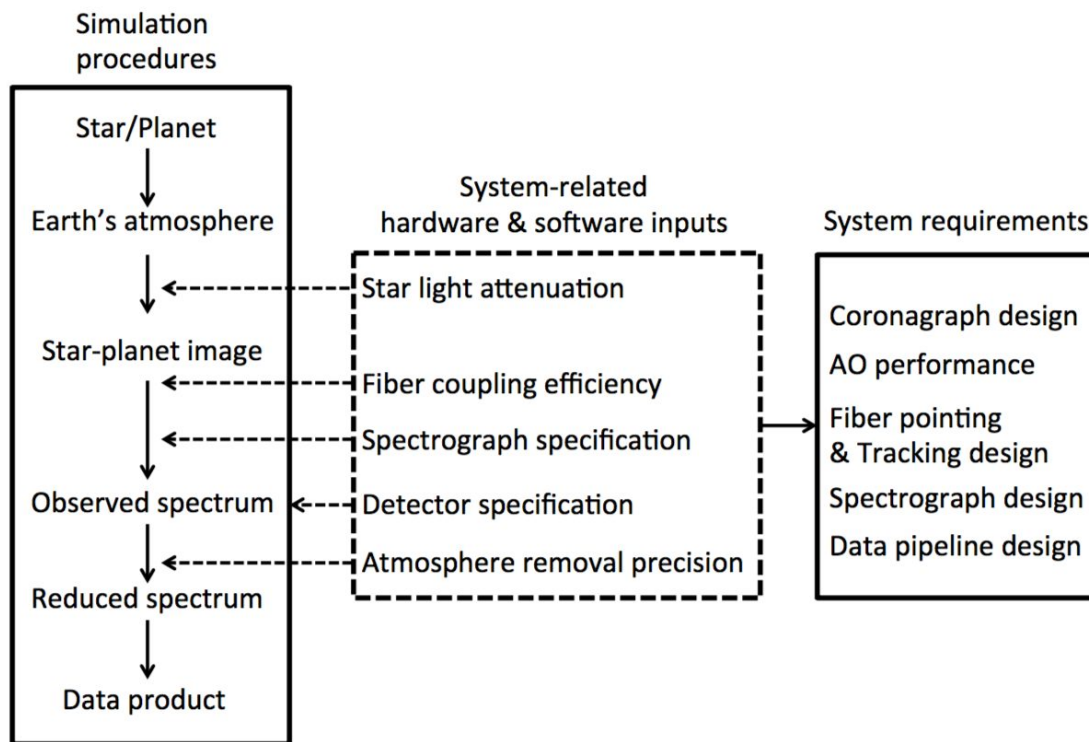 Simulation
procedures
Star/Planet
Earth’s atmosphere
Star-planet image
Observed spectrum
Reduced spectrum
Data product
System-related
hardware & software inputs
Star light attenuation
Fiber coupling efficiency
Spectrograph specification
Detector specification
Atmosphere removal precision
System requirements
Coronagraph design
AO performance
Fiber pointing
& Tracking design
Spectrograph design
Data pipeline design